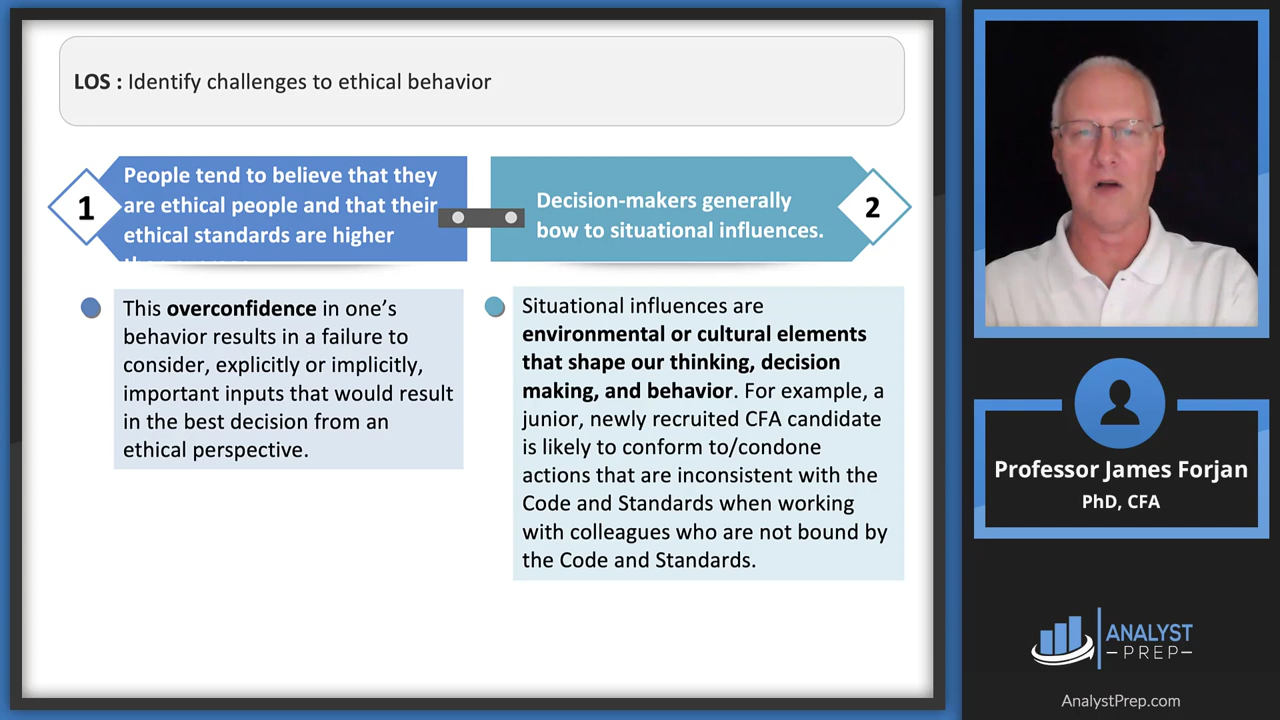 LOS : Identify challenges to ethical behavior
1
People tend to believe that they
are ethical people and that their
ethical standards are higher
2
Decision-makers generally
bow to situational influences.
This overconfidence in one's
behavior results in a failure to
consider, explicitly or implicitly,
important inputs that would result
in the best decision from an
ethical perspective.
Situational influences are
environmental or cultural elements
that shape our thinking, decision
making, and behavior. For example, a
junior, newly recruited CFA candidate
is likely to conform to/condone
actions that are inconsistent with the
Code and Standards when working
with colleagues who are not bound by
the Code and Standards.
Professor James Forjan
PhD, CFA
ANALYST
PREP
AnalystPrep.com